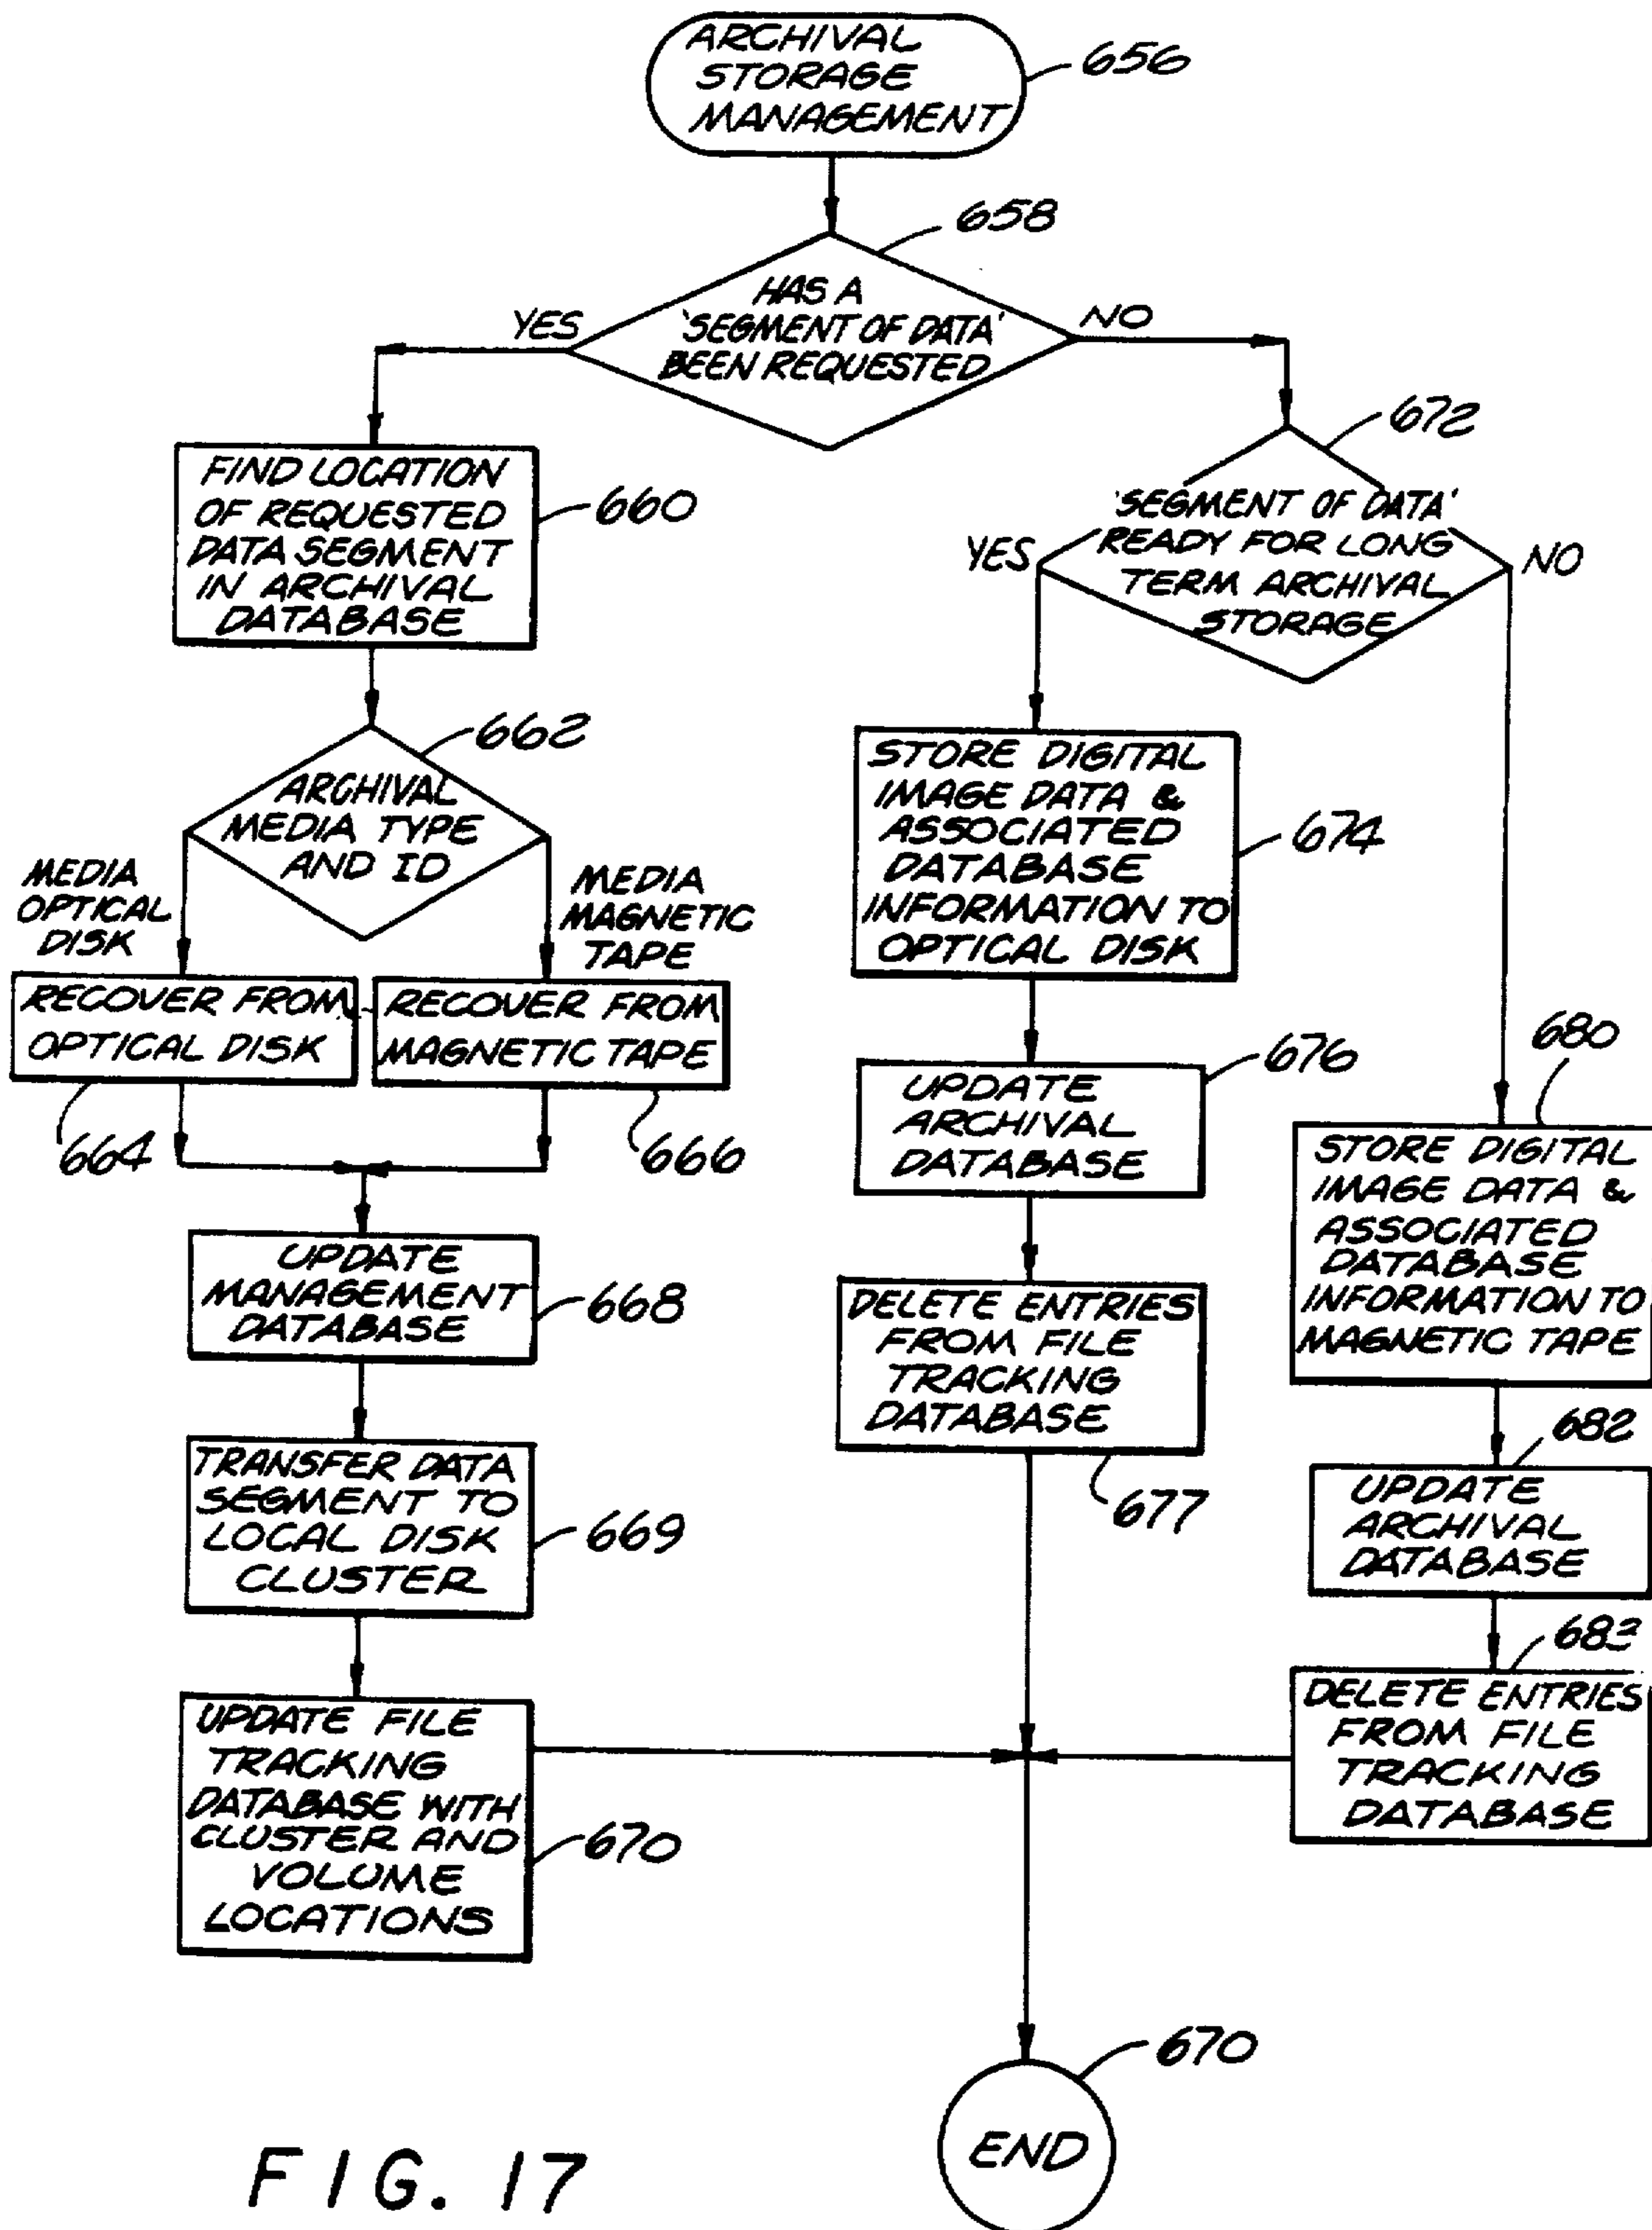 ARCHIVAL
STORAGE
MANAGEMENT
656
658
HAS A
'SEGMENT OF DATA'
BEEN REQUESTED
YES
NO
FIND LOCATION
OF REQUESTED
DATA SEGMENT
IN ARCHIVAL
DATABASE
660
672
'SEGMENT OF DATA'
READY FOR LONG
TERM ARCHIVAL
STORAGE
YES
NO
662
ARCHIVAL
MEDIA TYPE
AND ID
MEDIA
OPTICAL
DISK
MEDIA
MAGNETIC
TAPE
RECOVER FROM
OPTICAL DISK
664
RECOVER FROM
MAGNETIC TAPE
666
UPDATE
MANAGEMENT
DATABASE
668
TRANSFER DATA
SEGMENT TO
LOCAL DISK
CLUSTER
669
UPDATE FILE
TRACKING
DATABASE WITH
CLUSTER AND
VOLUME
LOCATIONS
670
STORE DIGITAL
IMAGE DATA &
ASSOCIATED
DATABASE
INFORMATION TO
OPTICAL DISK
674
UPDATE
ARCHIVAL
DATABASE
676
DELETE ENTRIES
FROM FILE
TRACKING
DATABASE
677
680
STORE DIGITAL
IMAGE DATA &
ASSOCIATED
DATABASE
INFORMATION TO
MAGNETIC TAPE
682
UPDATE
ARCHIVAL
DATABASE
683
DELETE ENTRIES
FROM FILE
TRACKING
DATABASE
670
END
FIG. 17